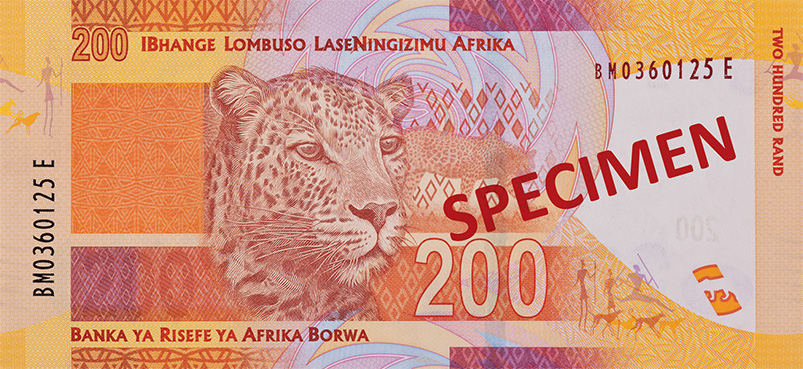 200 IBHANGE LOMBUSO LASENINGIZIMU AFRIKA
BM0360125 E
TWO HUNDRED RAND
SPECIMEN
BM0360125 E
200
200
BANKA YA RISEFE YA AFRIKA BORWA